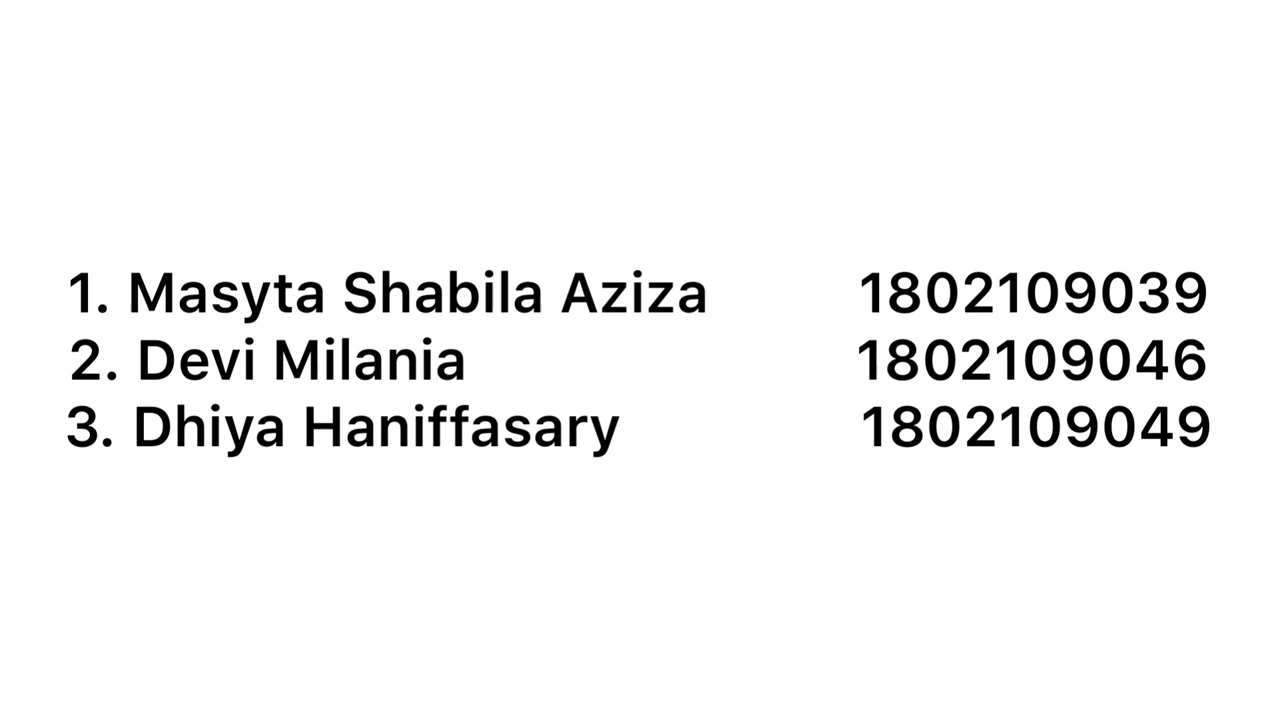 1. Masyta Shabila Aziza 1802109039
2. Devi Milania 1802109046
3. Dhiya Haniffasary 1802109049